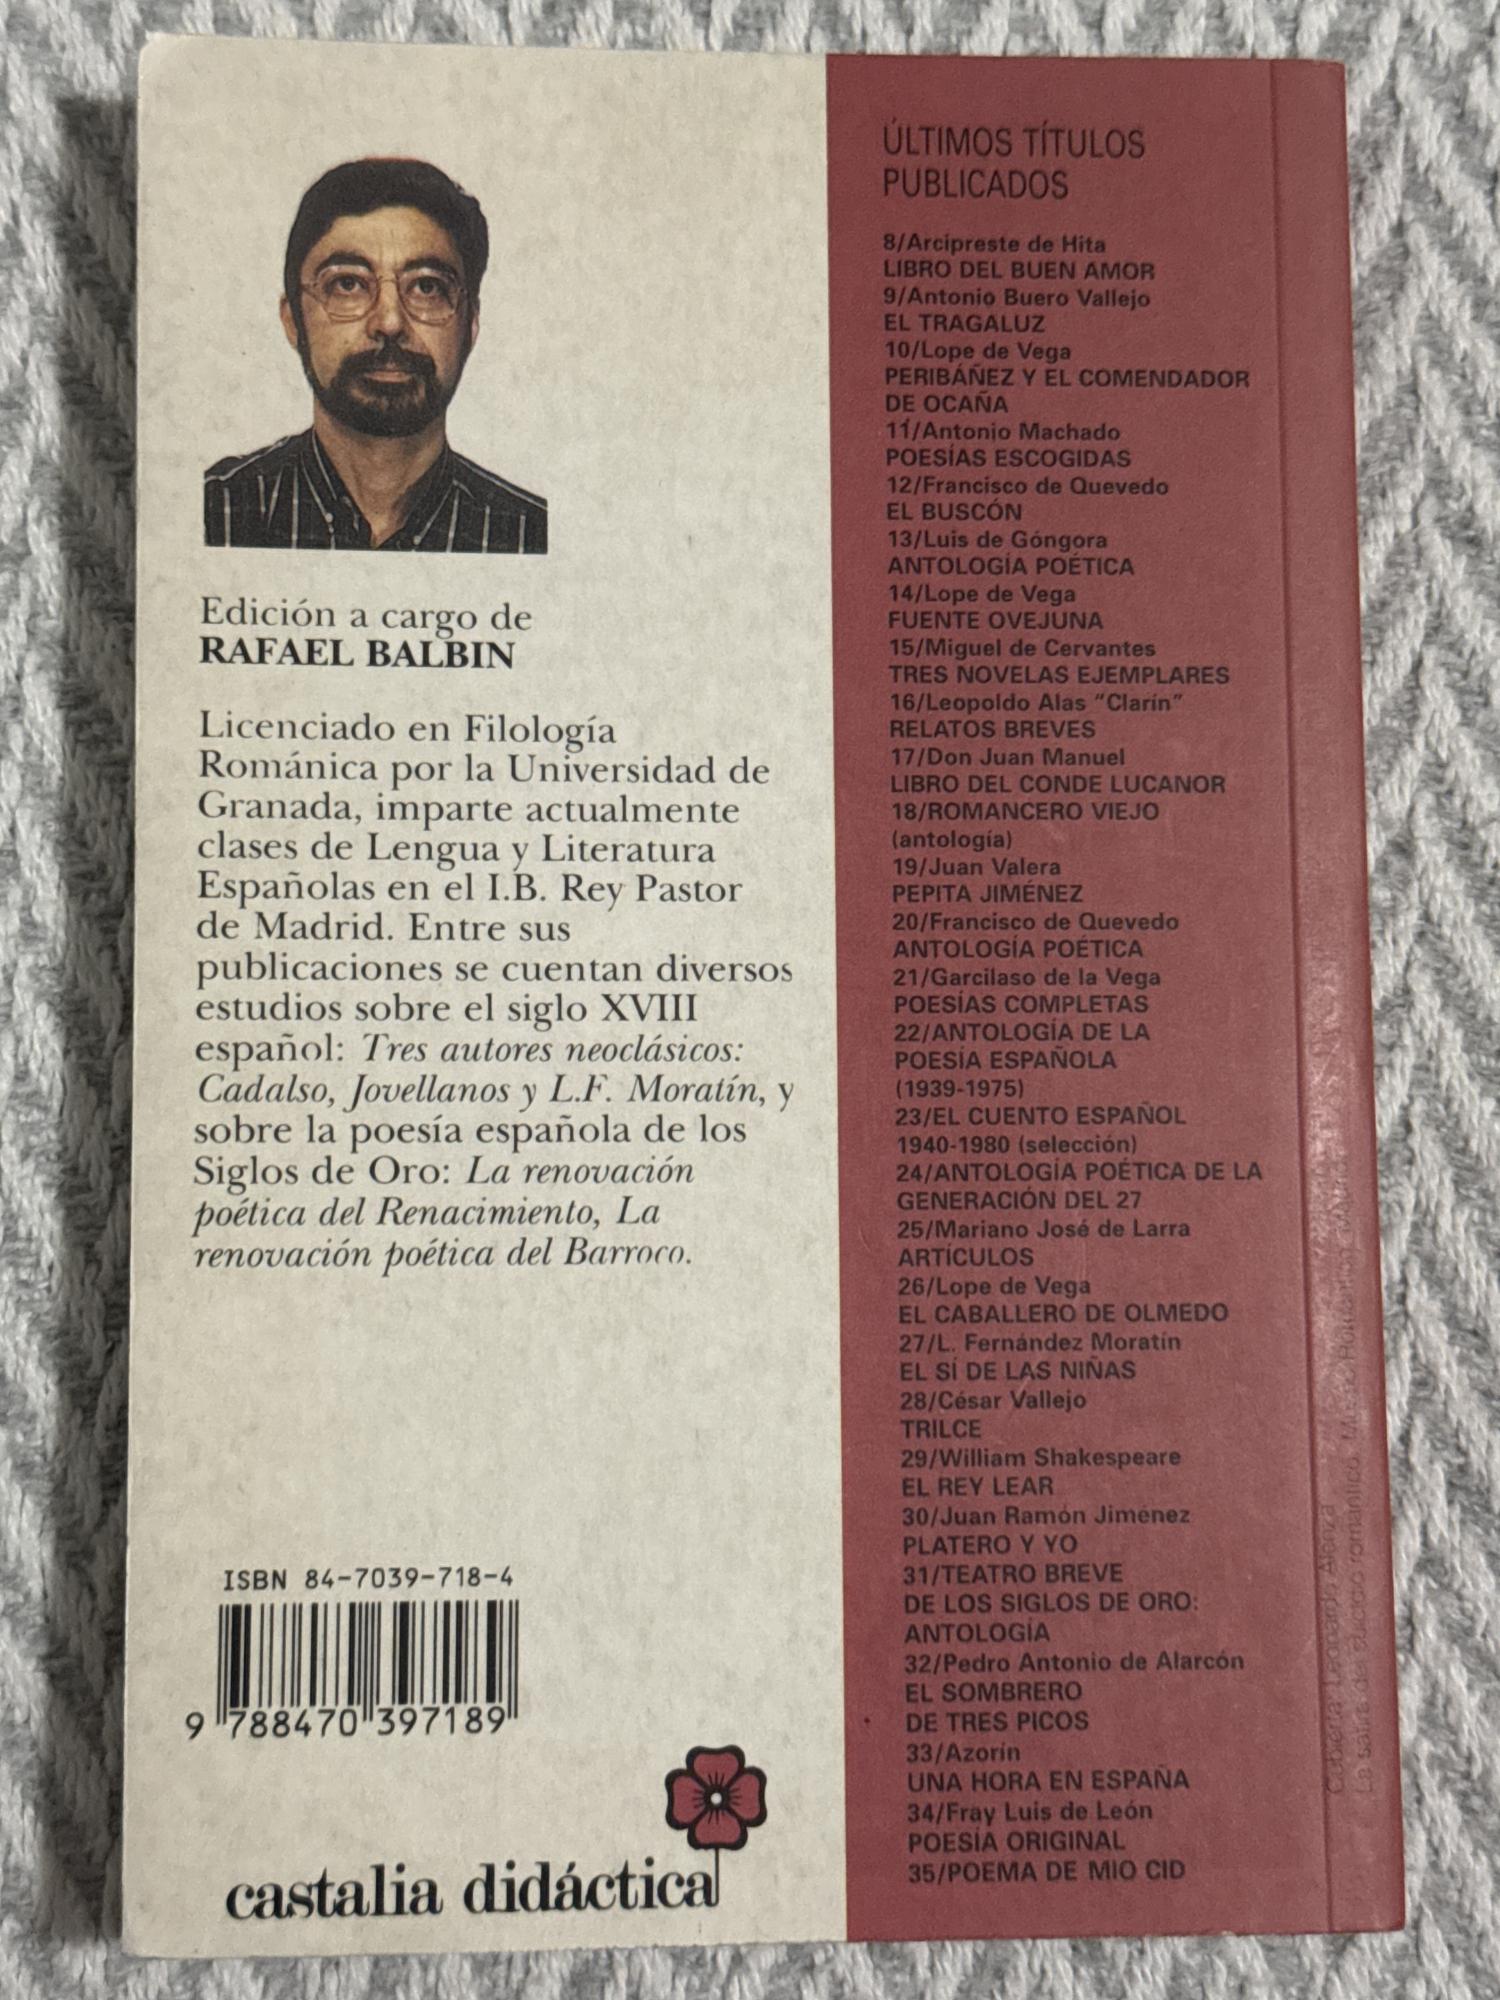 Edición a cargo de
RAFAEL BALBIN
Licenciado en Filología
Románica por la Universidad de
Granada, imparte actualmente
clases de Lengua y Literatura
Españolas en el I.B. Rey Pastor
de Madrid. Entre sus
publicaciones se cuentan diversos
estudios sobre el siglo XVIII
español: Tres autores neoclásicos:
Cadalso, Jovellanos y L.F. Moratín, y
sobre la poesía española de los
Siglos de Oro: La renovación
poética del Renacimiento, La
renovación poética del Barroco.
ISBN 84-7039-718-4
9 788470 397189
castalia didáctica
ÚLTIMOS TÍTULOS
PUBLICADOS
8/Arcipreste de Hita
LIBRO DEL BUEN AMOR
9/Antonio Buero Vallejo
EL TRAGALUZ
10/Lope de Vega
PERIBÁÑEZ Y EL COMENDADOR
DE OCAÑA
11/Antonio Machado
POESÍAS ESCOGIDAS
12/Francisco de Quevedo
EL BUSCÓN
13/Luis de Góngora
ANTOLOGÍA POÉTICA
14/Lope de Vega
FUENTE OVEJUNA
15/Miguel de Cervantes
TRES NOVELAS EJEMPLARES
16/Leopoldo Alas "Clarín"
RELATOS BREVES
17/Don Juan Manuel
LIBRO DEL CONDE LUCANOR
18/ROMANCERO VIEJO
(antología)
19/Juan Valera
PEPITA JIMÉNEZ
20/Francisco de Quevedo
ANTOLOGÍA POÉTICA
21/Garcilaso de la Vega
POESÍAS COMPLETAS
22/ANTOLOGÍA DE LA
POESÍA ESPAÑOLA
(1939-1975)
23/EL CUENTO ESPAÑOL
1940-1980 (selección)
24/ANTOLOGÍA POÉTICA DE LA
GENERACIÓN DEL 27
25/Mariano José de Larra
ARTÍCULOS
26/Lope de Vega
EL CABALLERO DE OLMEDO
27/L. Fernández Moratín
EL SÍ DE LAS NIÑAS
28/César Vallejo
TRILCE
29/William Shakespeare
EL REY LEAR
30/Juan Ramón Jiménez
PLATERO Y YO
31/TEATRO BREVE
DE LOS SIGLOS DE ORO:
ANTOLOGÍA
32/Pedro Antonio de Alarcón
EL SOMBRERO
DE TRES PICOS
33/Azorín
UNA HORA EN ESPAÑA
34/Fray Luis de León
POESÍA ORIGINAL
35/POEMA DE MIO CID
Cubierta: Leonardo Alenza
La sátira del suicidio romántico.